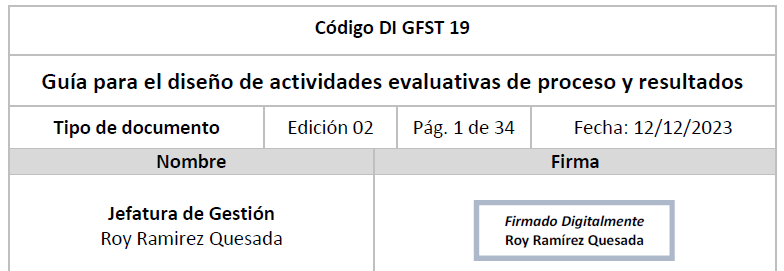 Código DI GFST 19
Guía para el diseño de actividades evaluativas de proceso y resultados
Tipo de documento Edición 02 Pág. 1 de 34 Fecha: 12/12/2023
Nombre Firma
Jefatura de Gestión
Roy Ramirez Quesada
Firmado Digitalmente
Roy Ramírez Quesada